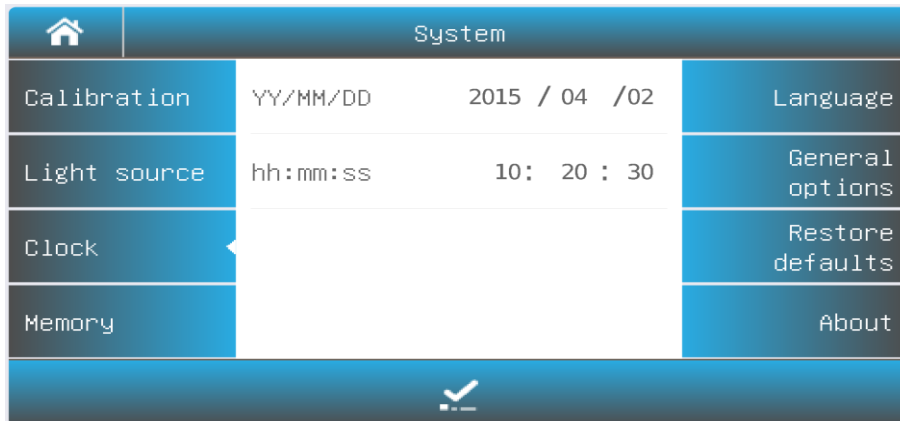 System
Calibration
YY/MM/DD 2015 / 04 /02
Language
Light source
hh:mm:ss 10: 20 : 30
General
options
Clock
Restore
defaults
Memory
About